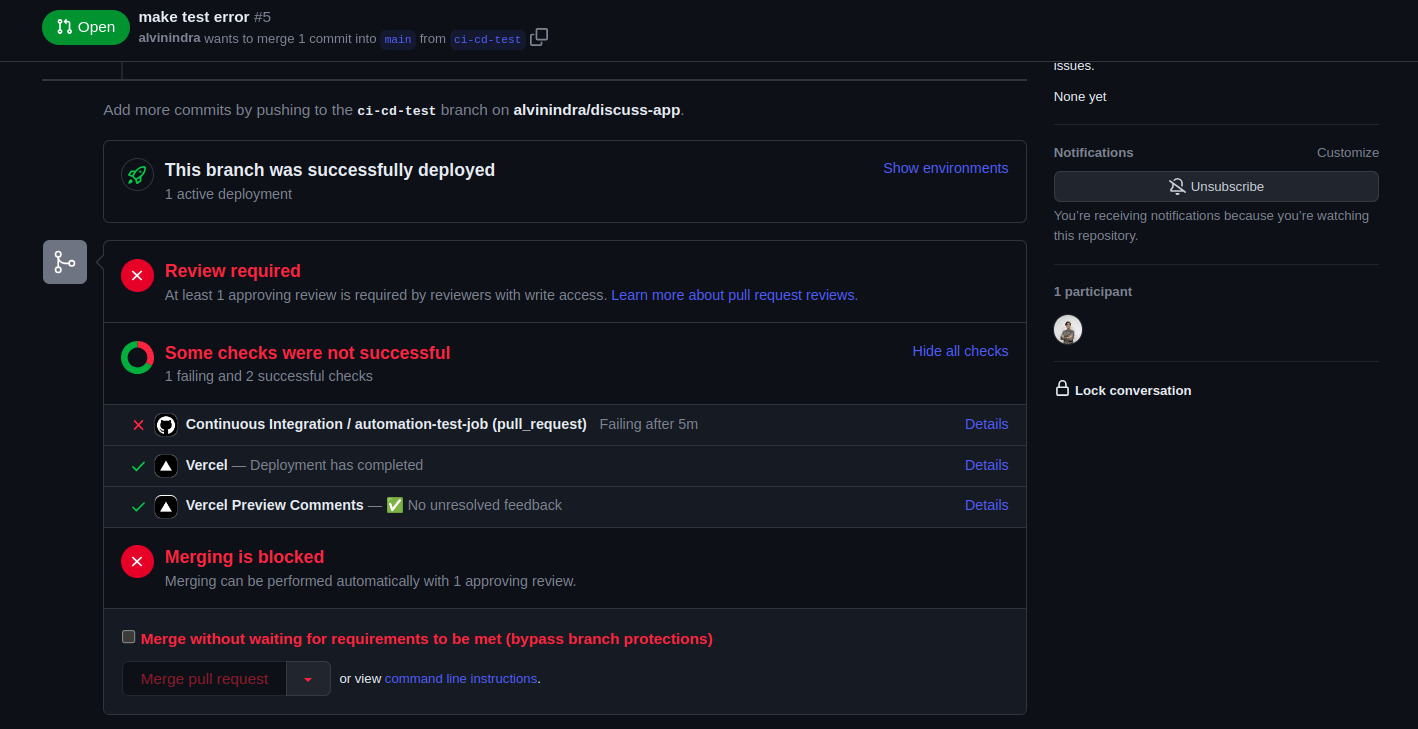 Open
make test error #5
alvinindra wants to merge 1 commit into main from ci-cd-test
Add more commits by pushing to the ci-cd-test branch on alvinindra/discuss-app.
This branch was successfully deployed
Show environments
1 active deployment
Review required
At least 1 approving review is required by reviewers with write access. Learn more about pull request reviews.
Some checks were not successful
Hide all checks
1 failing and 2 successful checks
Continuous Integration / automation-test-job (pull_request) Failing after 5m
Details
Vercel — Deployment has completed
Details
Vercel Preview Comments — ✅ No unresolved feedback
Details
Merging is blocked
Merging can be performed automatically with 1 approving review.
Merge without waiting for requirements to be met (bypass branch protections)
Merge pull request
or view command line instructions.
issues.
None yet
Notifications
Customize
Unsubscribe
You're receiving notifications because you're watching
this repository.
1 participant
Lock conversation